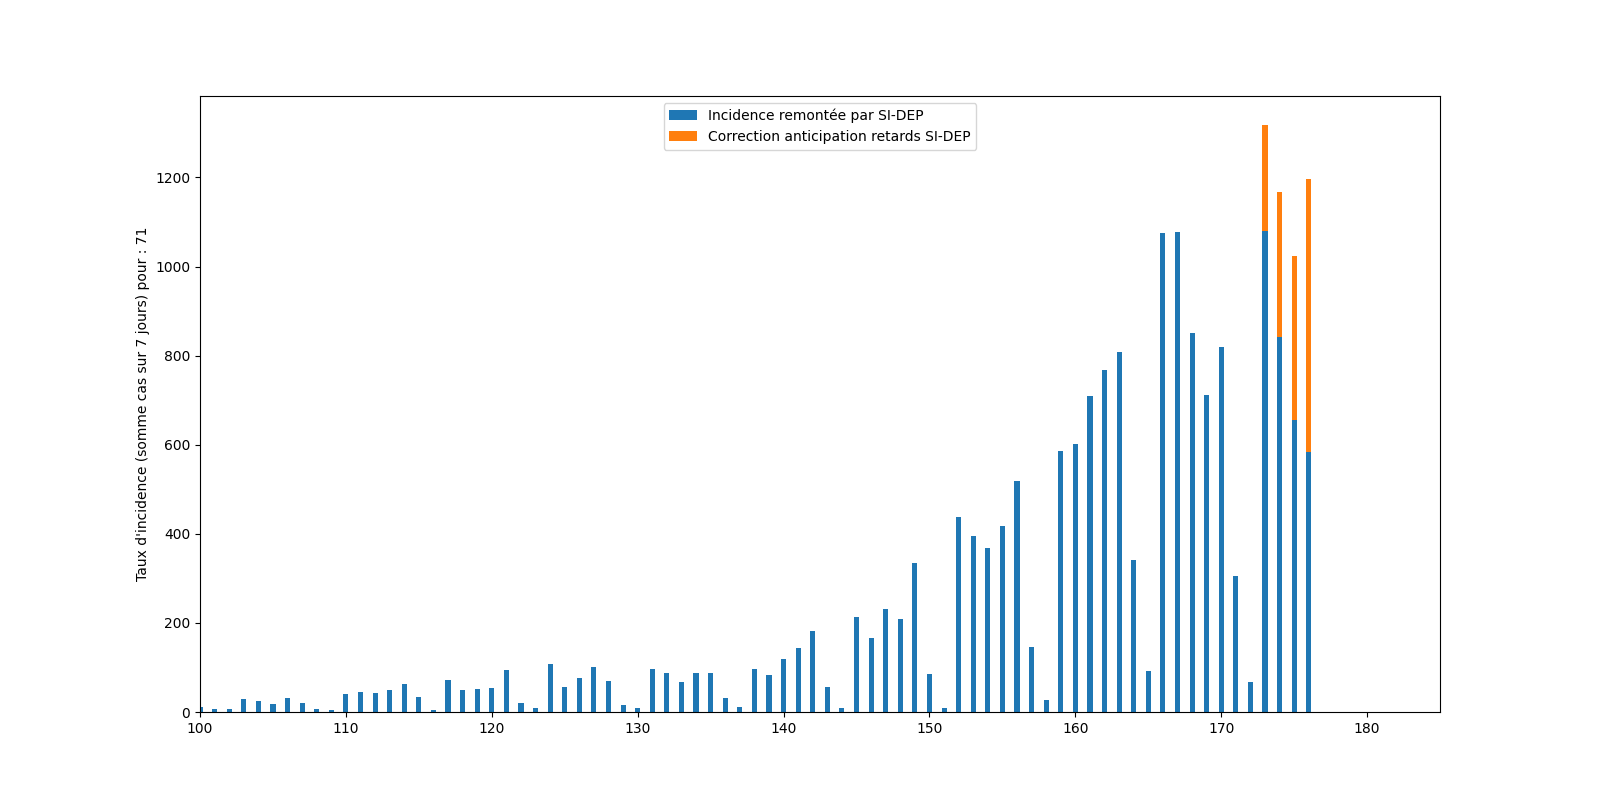 Incidence remontée par SI-DEP
Correction anticipation retards SI-DEP
Taux d'incidence (somme cas sur 7 jours) pour : 71
1200
1000
800
600
400
200
0
100 110 120 130 140 150 160 170 180